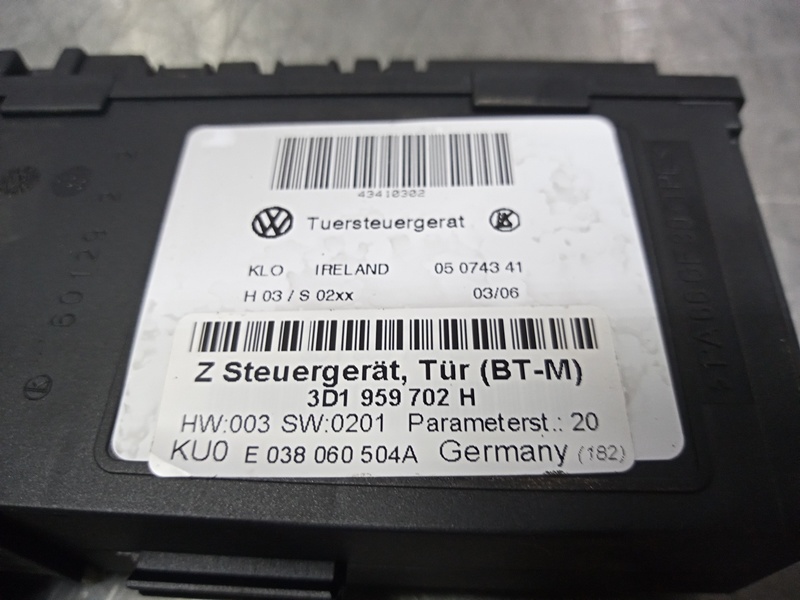 43410302
Tuersteuergerat
KLO IRELAND 05 0743 41
H 03 / S 02xx 03/06
Z Steuergerät, Tür (BT-M)
3D1 959 702 H
HW:003 SW:0201 Parameterst.: 20
KU0 E 038 060 504A Germany (182)